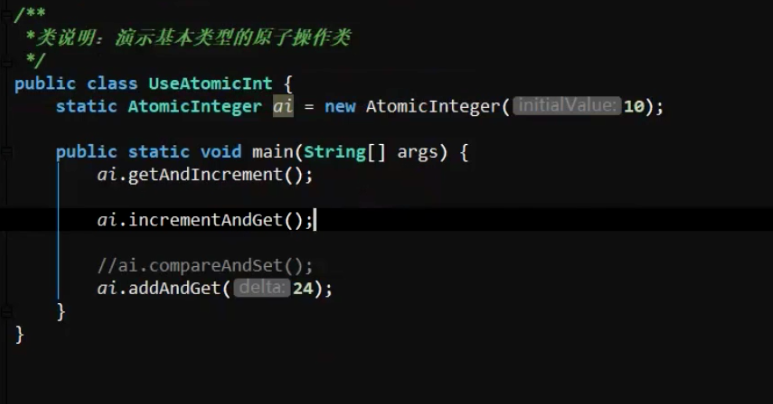 /**
*类说明：演示基本类型的原子操作类
*/
public class UseAtomicInt {
static AtomicInteger ai = new AtomicInteger( initialValue: 10);
public static void main(String[] args) {
ai.getAndIncrement();
ai.incrementAndGet();
//ai.compareAndSet();
ai.addAndGet( delta: 24);
}
}